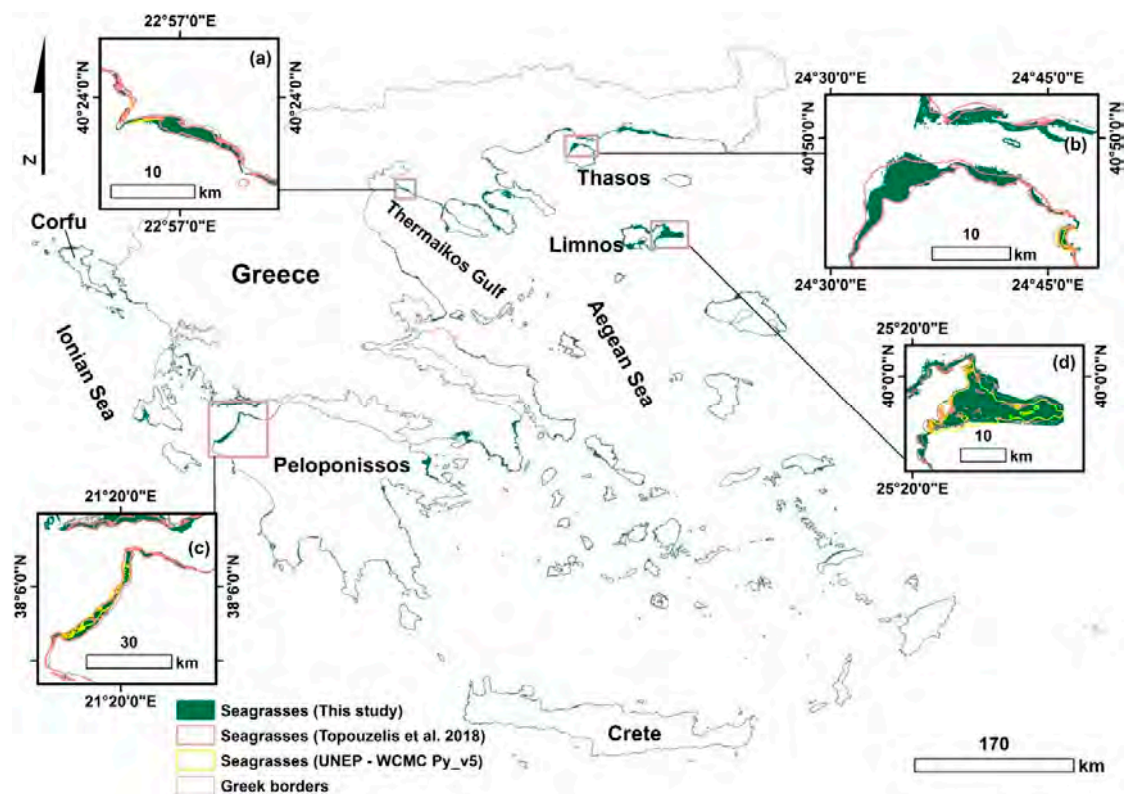 22°57'0"E
(a)
40°24'0"N
40°24'0"N
10
km
22°57'0"E
N
24°30'0"E
24°45'0"E
40°50'0"N
40°50'0"N
(b)
10
km
24°30'0"E
24°45'0"E
Thasos
Corfu
Limnos
Thermaikos Gulf
Greece
Aegean Sea
Ionian Sea
25°20'0"E
(d)
40°0'0"N
40°0'0"N
10
km
25°20'0"E
Peloponissos
21°20'0"E
(c)
38°6'0"N
38°6'0"N
30
km
21°20'0"E
Seagrasses (This study)
Seagrasses (Topouzelis et al. 2018)
Seagrasses (UNEP - WCMC Py_v5)
Greek borders
Crete
170
km